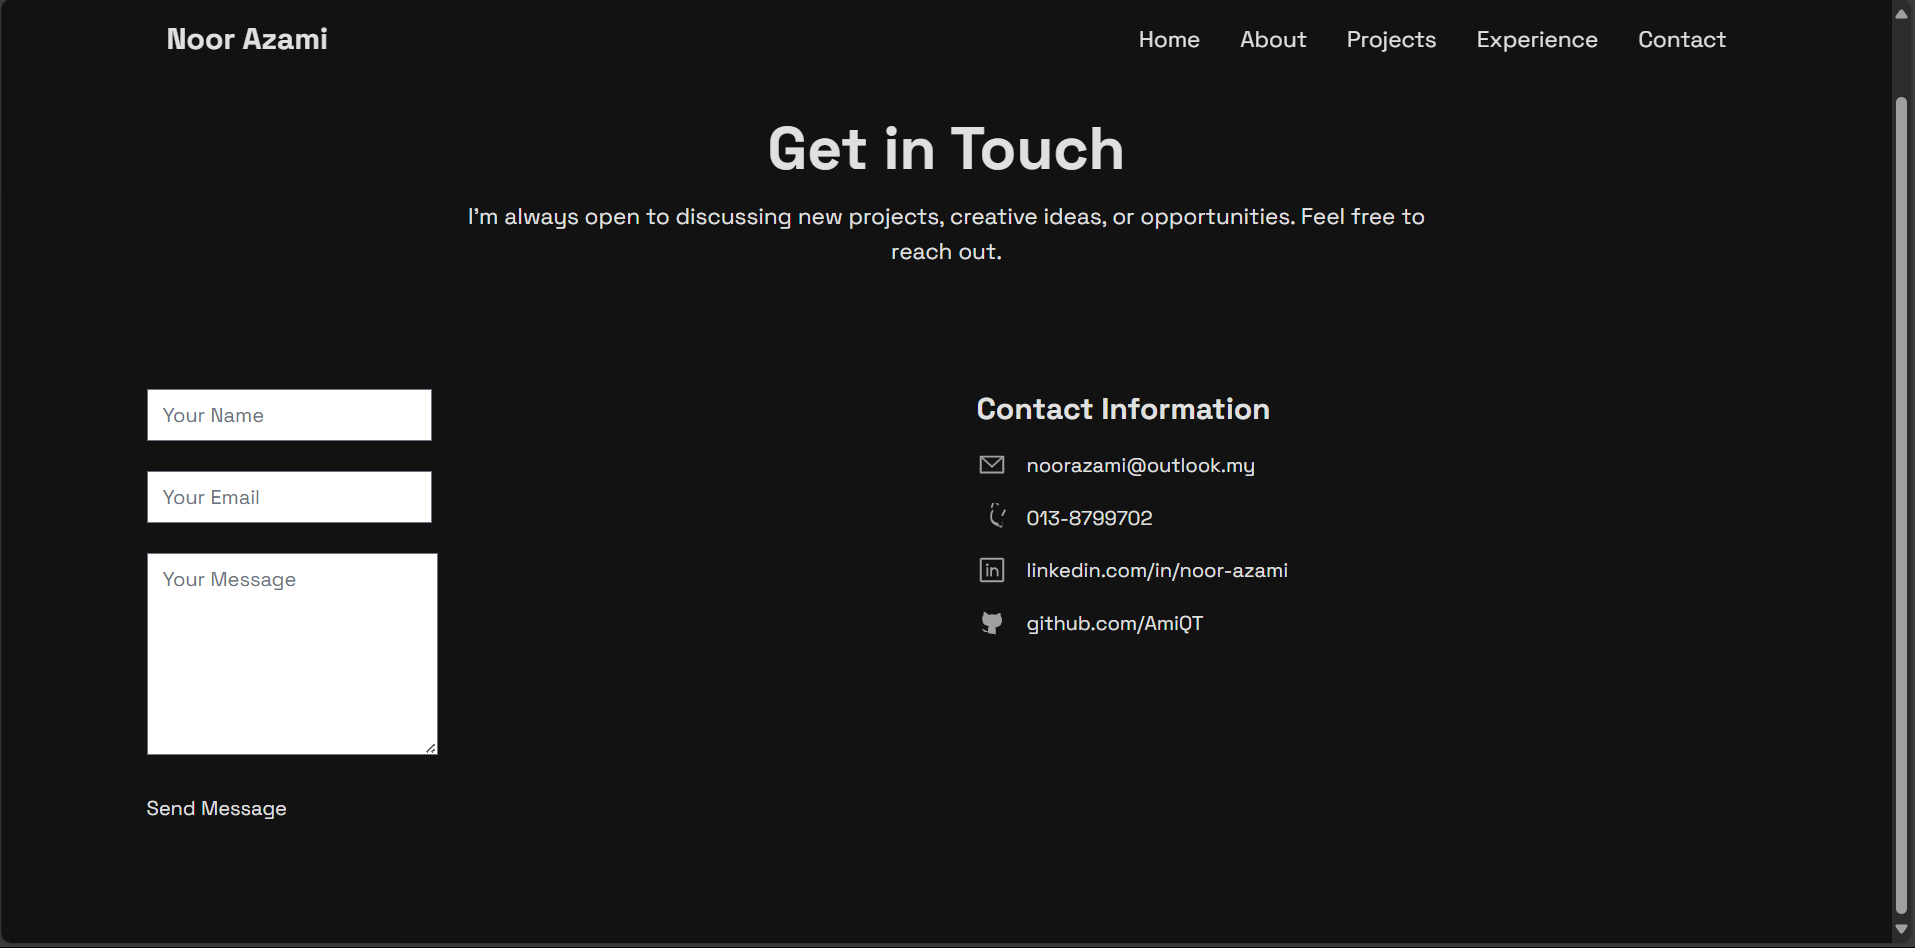 Noor Azami
Home About Projects Experience Contact
Get in Touch
I'm always open to discussing new projects, creative ideas, or opportunities. Feel free to
reach out.
Your Name
Your Email
Your Message
Send Message
Contact Information
noorazami@outlook.my
013-8799702
in linkedin.com/in/noor-azami
github.com/AmiQT